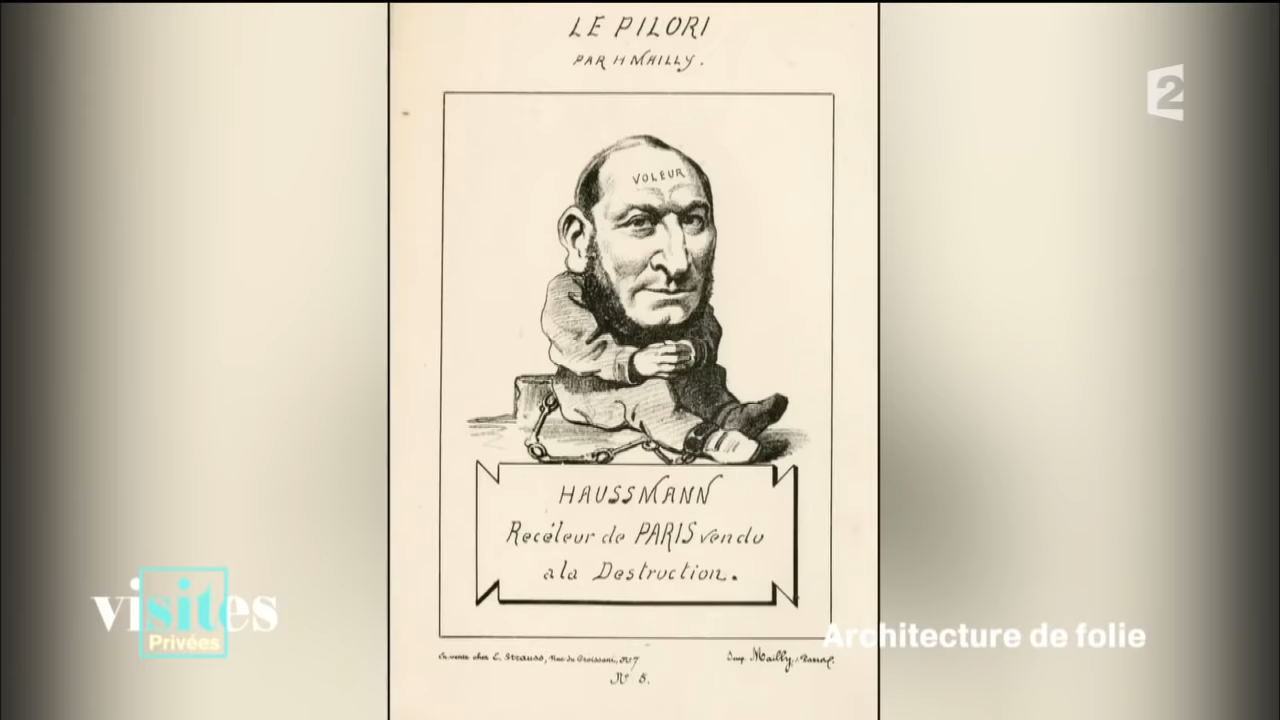 LE PILORI
PAR H MAILLY.
2
VOLEUR
HAUSSMANN
Recéleur de PARIS vendu
a la Destruction.
visites
Privées
Architecture de folie
En vente chez E. Strauss, Rue du Croissant, N° 7
Imp. Mailly,
N° 5.